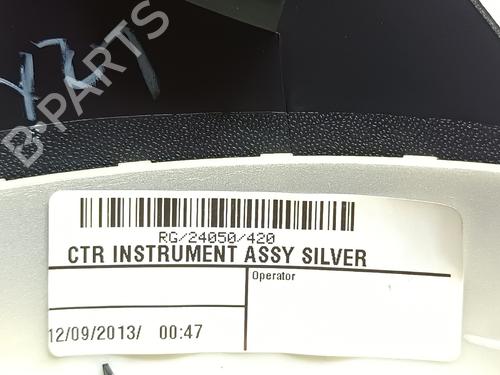 B-PARTS
RG/24050/420
CTR INSTRUMENT ASSY SILVER
Operator
12/09/2013/ 00:47